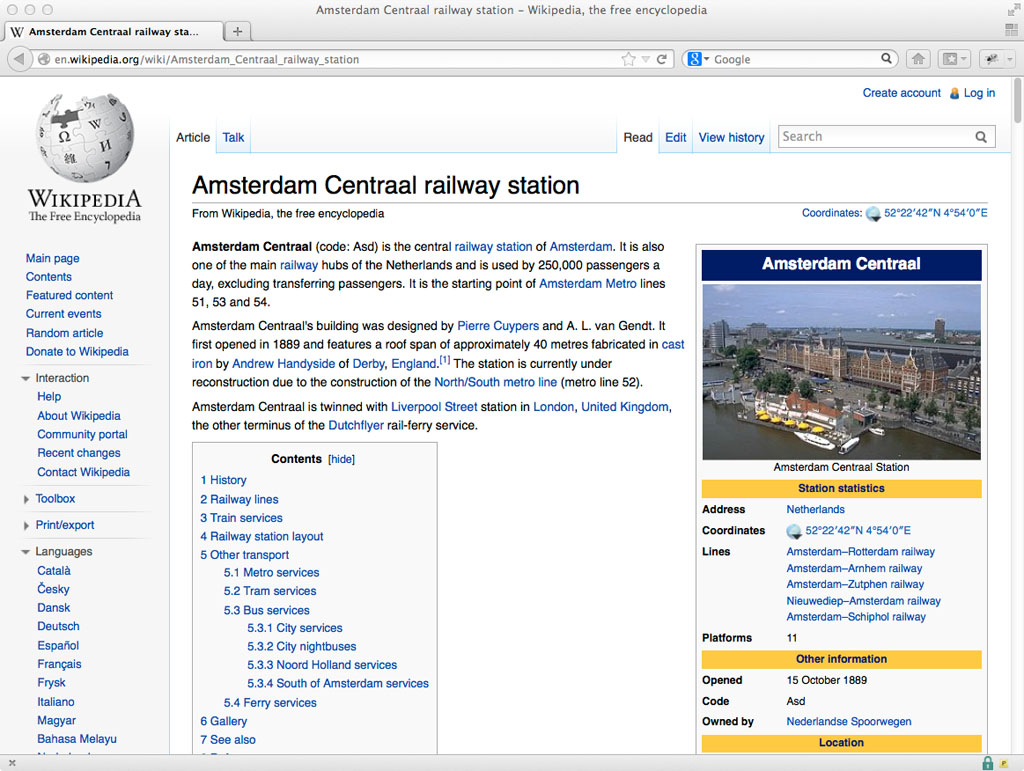 Amsterdam Centraal railway station – Wikipedia, the free encyclopedia
W Amsterdam Centraal railway sta...
en.wikipedia.org/wiki/Amsterdam_Centraal_railway_station
Google
Create account Log in
Article Talk Read Edit View history Search
WIKIPEDIA
The Free Encyclopedia
Main page
Contents
Featured content
Current events
Random article
Donate to Wikipedia
Interaction
Help
About Wikipedia
Community portal
Recent changes
Contact Wikipedia
Toolbox
Print/export
Languages
Català
Česky
Dansk
Deutsch
Español
Français
Frysk
Italiano
Magyar
Bahasa Melayu
Amsterdam Centraal railway station
From Wikipedia, the free encyclopedia
Coordinates: 52°22′42″N 4°54′0″E
Amsterdam Centraal (code: Asd) is the central railway station of Amsterdam. It is also
one of the main railway hubs of the Netherlands and is used by 250,000 passengers a
day, excluding transferring passengers. It is the starting point of Amsterdam Metro lines
51, 53 and 54.
Amsterdam Centraal's building was designed by Pierre Cuypers and A. L. van Gendt. It
first opened in 1889 and features a roof span of approximately 40 metres fabricated in cast
iron by Andrew Handyside of Derby, England.[1] The station is currently under
reconstruction due to the construction of the North/South metro line (metro line 52).
Amsterdam Central is twinned with Liverpool Street station in London, United Kingdom,
the other terminus of the Dutchflyer rail-ferry service.
Contents [hide]
1 History
2 Railway lines
3 Train services
4 Railway station layout
5 Other transport
5.1 Metro services
5.2 Tram services
5.3 Bus services
5.3.1 City services
5.3.2 City nightbuses
5.3.3 Noord Holland services
5.3.4 South of Amsterdam services
5.4 Ferry services
6 Gallery
7 See also
Amsterdam Centraal
Amsterdam Centraal Station
Station statistics
Address Netherlands
Coordinates 52°22′42″N 4°54′0″E
Lines Amsterdam–Rotterdam railway
Amsterdam–Arnhem railway
Amsterdam–Zutphen railway
Nieuwediep–Amsterdam railway
Amsterdam–Schiphol railway
Platforms 11
Other information
Opened 15 October 1889
Code Asd
Owned by Nederlandse Spoorwegen
Location